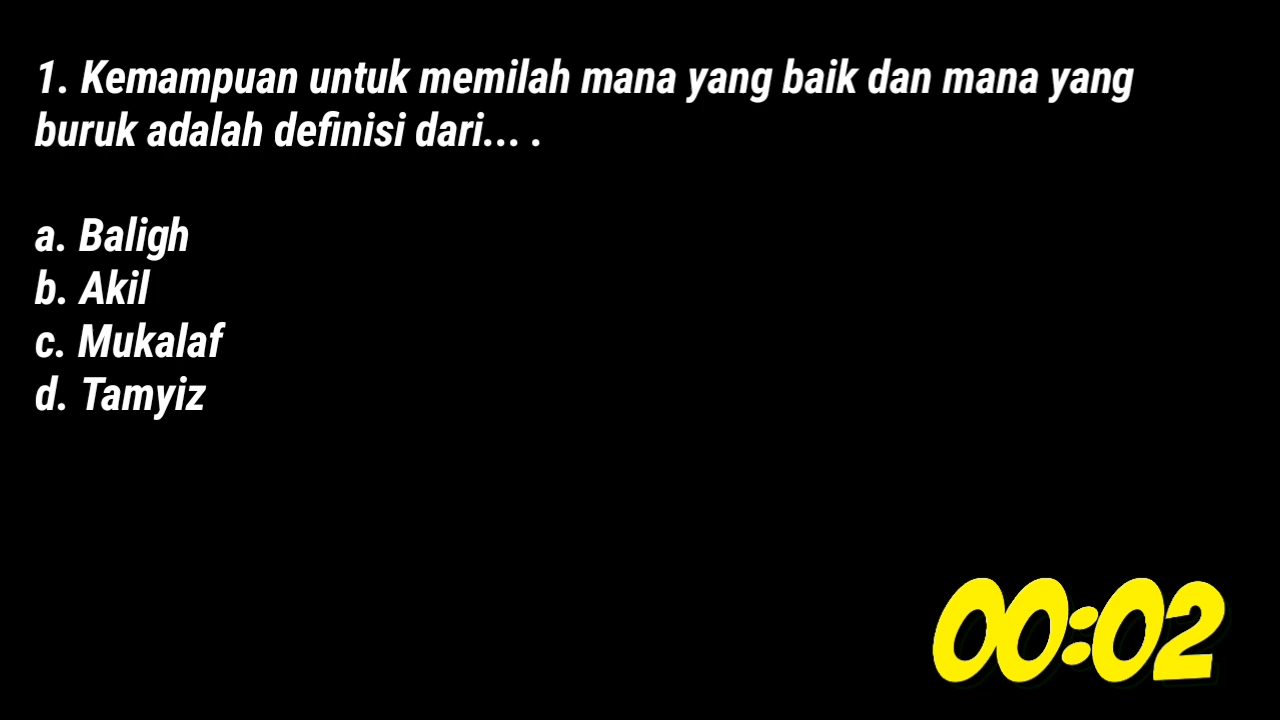 1. Kemampuan untuk memilah mana yang baik dan mana yang
buruk adalah definisi dari... .
a. Baligh
b. Akil
c. Mukalaf
d. Tamyiz
00:02